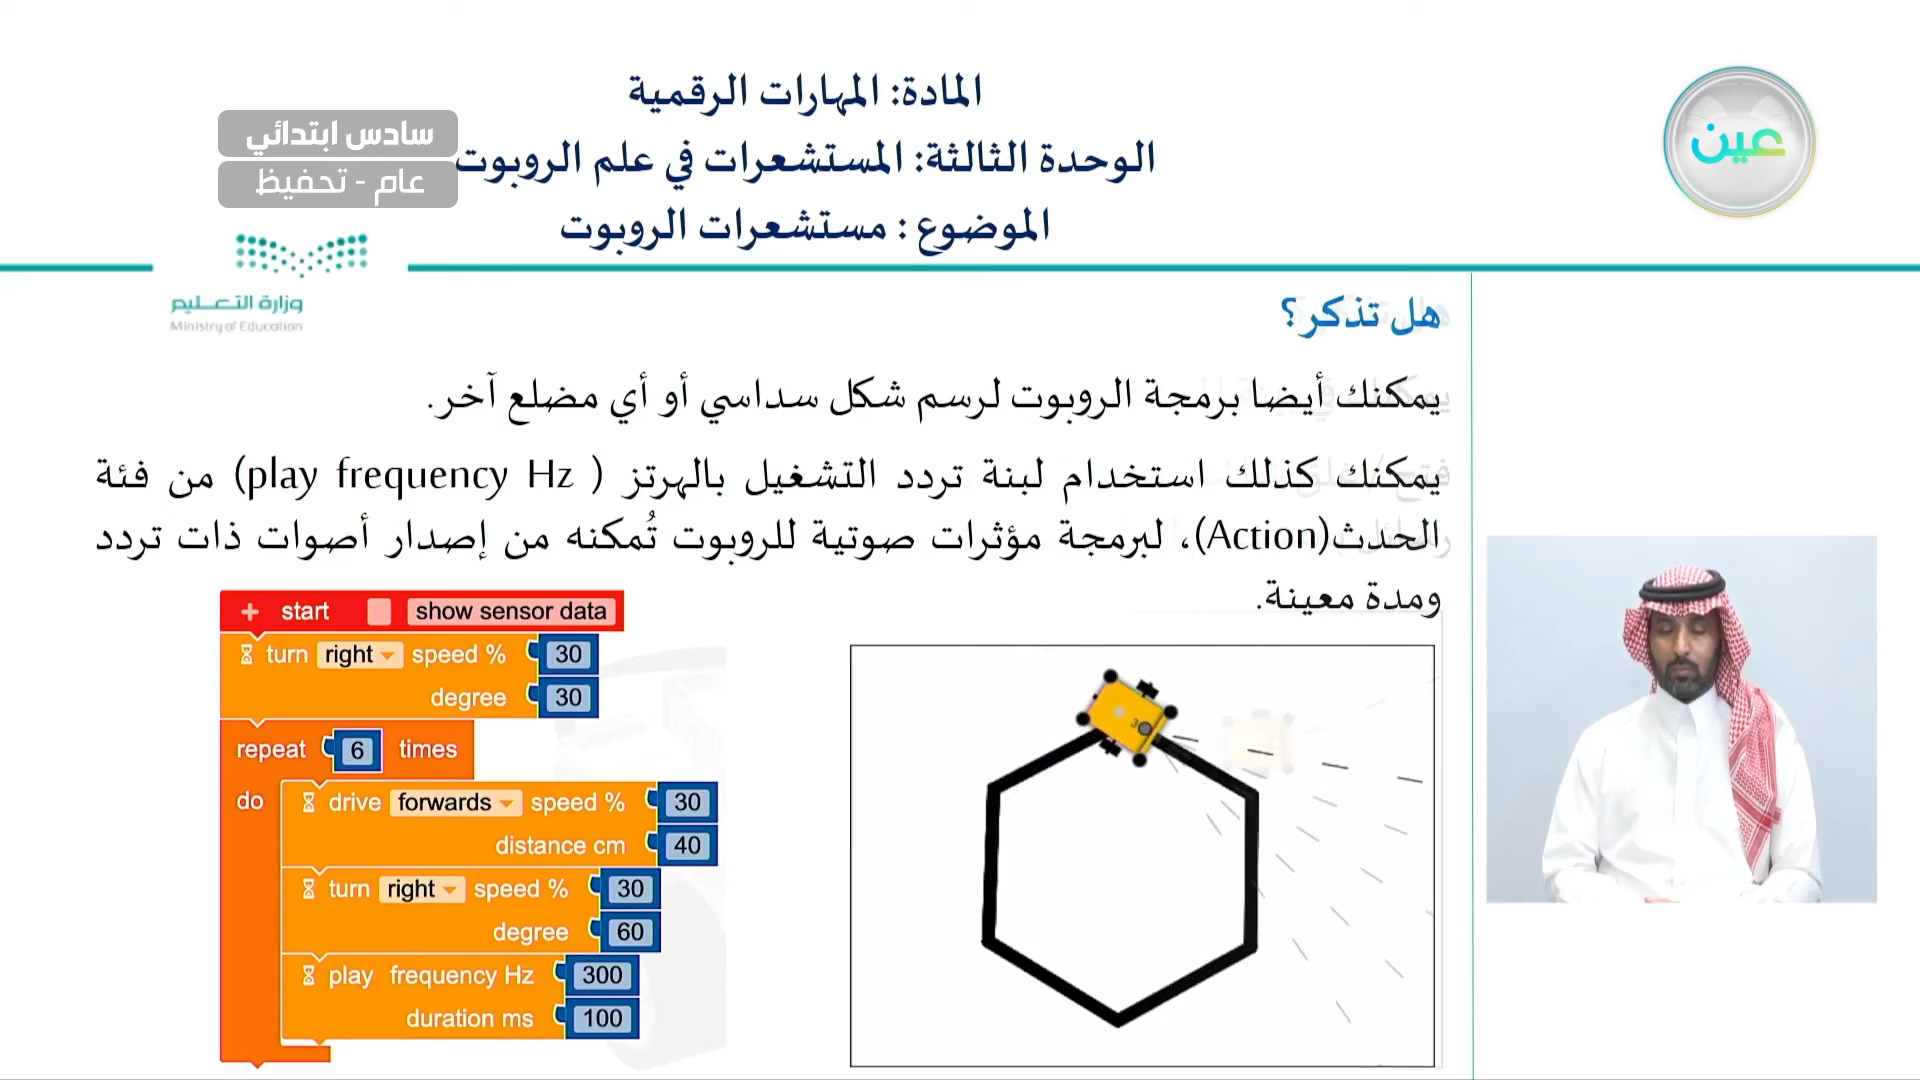 المادة: المهارات الرقمية
عين
سادس ابتدائي
الوحدة الثالثة: المستشعرات في علم الروبوت
عام - تحفيظ
الموضوع : مستشعرات الروبوت
وزارة التعليم
Ministry of Education
هل تذكر؟
يمكنك أيضا برمجة الروبوت لرسم شكل سداسي أو أي مضلع آخر.
يمكنك كذلك استخدام لبنة تردد التشغيل بالهرتز ( play frequency Hz) من فئة
الحدث(Action)، لبرمجة مؤثرات صوتية للروبوت تُمكنه من إصدار أصوات ذات تردد
ومدة معينة.
+ start show sensor data
turn right speed % 30
degree 30
repeat 6 times
do drive forwards speed % 30
distance cm 40
turn right speed % 30
degree 60
play frequency Hz 300
duration ms 100